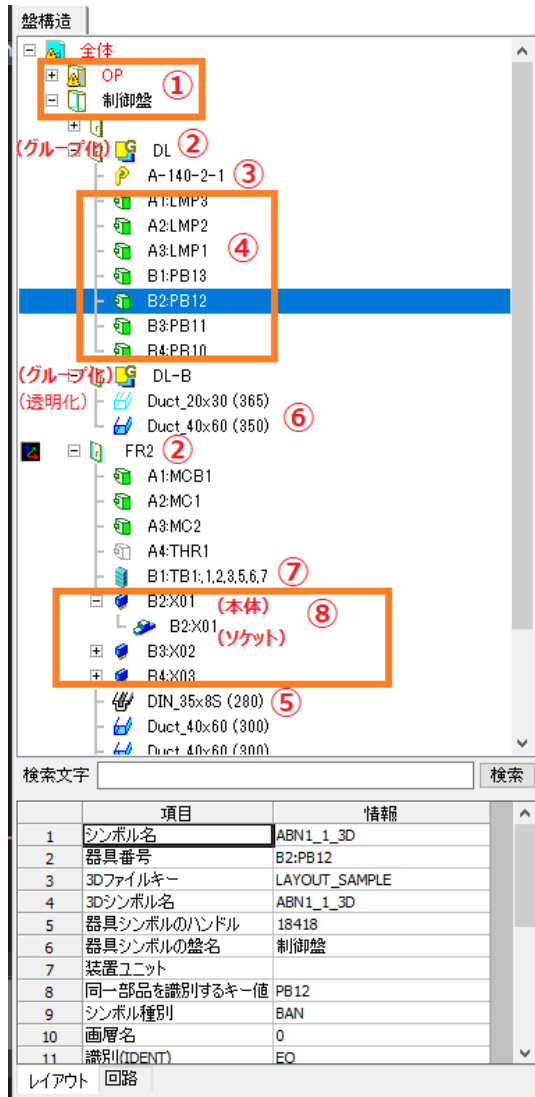 盤構造
全体
OP ①
制御盤
(グループ化) DL ②
A-140-2-1 ③
A1:LMP3
A2:LMP2
A3:LMP1 ④
B1:PB13
B2:PB12
B3:PB11
B4:PB10
(グループ化) DL-B
(透明化) Duct_20x30 (365)
Duct_40x60 (350) ⑥
FR2 ②
A1:MCB1
A2:MC1
A3:MC2
A4:THR1
B1:TB1:,1,2,3,5,6,7 ⑦
B2:X01 (本体) ⑧
B2:X01 (ソケット)
B3:X02
B4:X03
DIN_35x8S (280) ⑤
Duct_40x60 (300)
Duct_40x60 (300)
検索文字 検索
項目 情報
1 シンボル名 ABN1_1_3D
2 器具番号 B2:PB12
3 3Dファイルキー LAYOUT_SAMPLE
4 3Dシンボル名 ABN1_1_3D
5 器具シンボルのハンドル 18418
6 器具シンボルの盤名 制御盤
7 装置ユニット
8 同一部品を識別するキー値 PB12
9 シンボル種別 BAN
10 画層名 0
11 識別(IDENT) EQ
レイアウト 回路